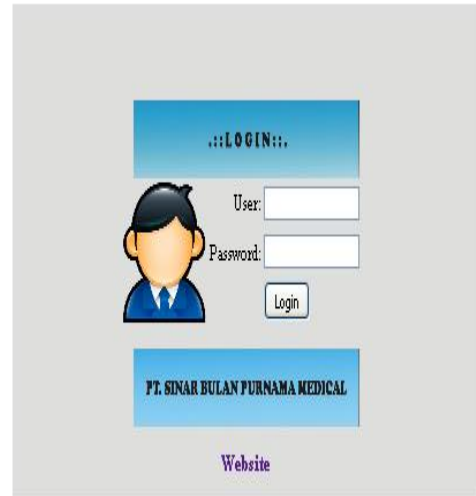 .::LOGIN::.
User:
Password:
Login
PT. SINAR BULAN PURNAMA MEDICAL
Website